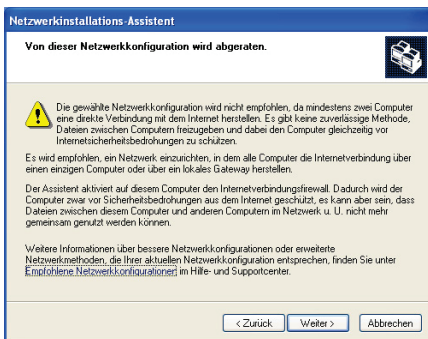 Netzwerkinstallations-Assistent
Von dieser Netzwerkkonfiguration wird abgeraten.
Die gewählte Netzwerkkonfiguration wird nicht empfohlen, da mindestens zwei Computer
eine direkte Verbindung mit dem Internet herstellen. Es gibt keine zuverlässige Methode,
Dateien zwischen Computern freizugeben und dabei den Computer gleichzeitig vor
Internetsicherheitsbedrohungen zu schützen.
Es wird empfohlen, ein Netzwerk einzurichten, in dem alle Computer die Internetverbindung über
einen einzigen Computer oder über ein lokales Gateway herstellen.
Der Assistent aktiviert auf diesem Computer den Internetverbindungsfirewall. Dadurch wird der
Computer zwar vor Sicherheitsbedrohungen aus dem Internet geschützt, es kann aber sein, dass
Dateien zwischen diesem Computer und anderen Computern im Netzwerk u. U. nicht mehr
gemeinsam genutzt werden können.
Weitere Informationen über bessere Netzwerkkonfigurationen oder erweiterte
Netzwerkmethoden, die Ihrer aktuellen Netzwerkkonfiguration entsprechen, finden Sie unter
Empfohlene Netzwerkkonfigurationen im Hilfe- und Supportcenter.
< Zurück Weiter > Abbrechen